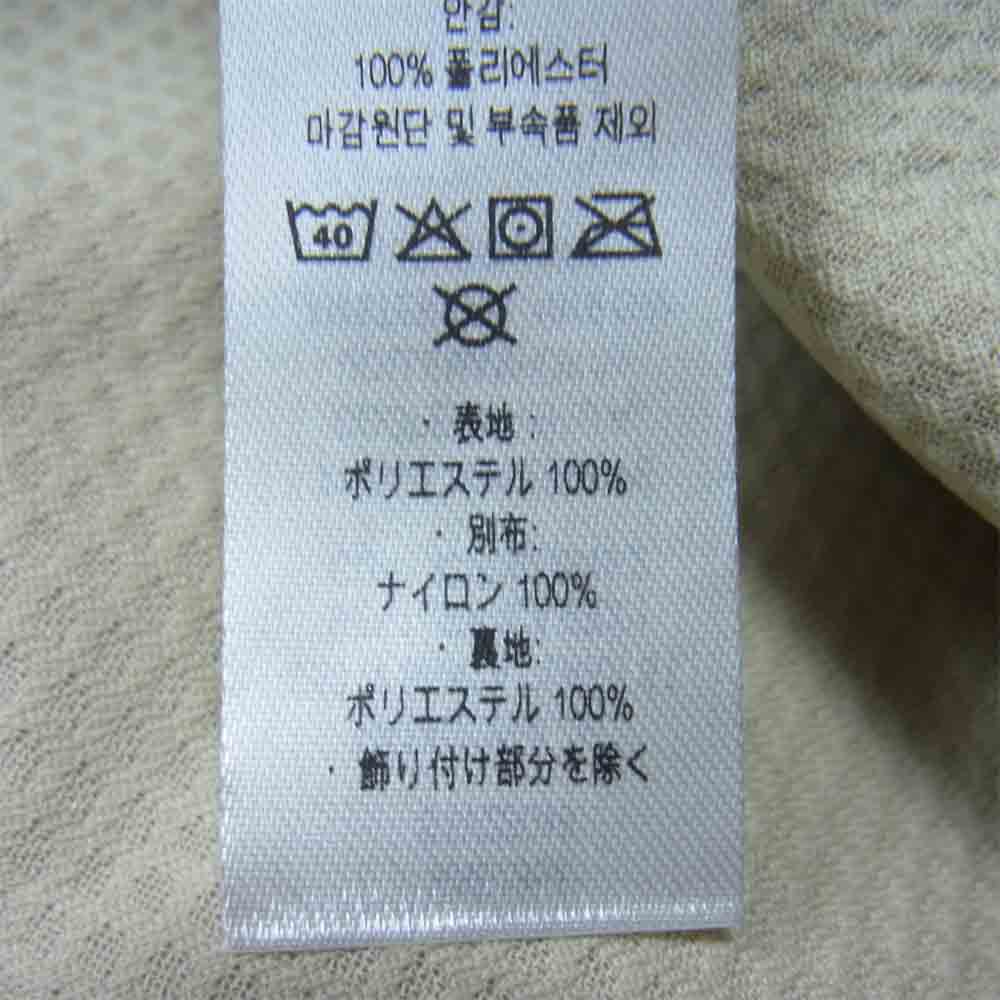 안감:
100% 폴리에스터
마감원단 및 부속품 제외
40
· 表地 :
ポリエステル 100%
· 別布:
ナイロン 100%
· 裏地:
ポリエステル 100%
· 飾り付け部分を除く